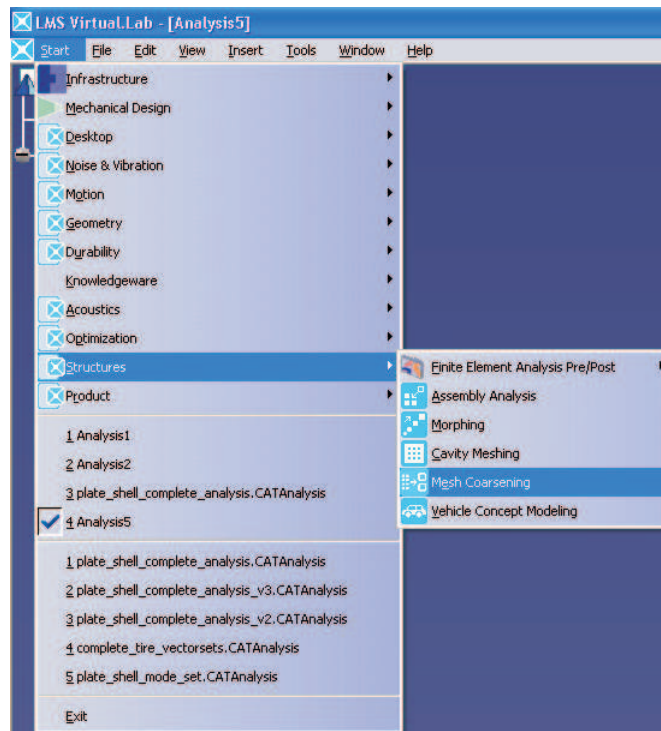 LMS Virtual.Lab - [Analysis5]
Start File Edit View Insert Tools Window Help
Infrastructure
Mechanical Design
Desktop
Noise & Vibration
Motion
Geometry
Durability
Knowledgeware
Acoustics
Optimization
Structures
Finite Element Analysis Pre/Post
Product
Assembly Analysis
Morphing
1 Analysis1
Cavity Meshing
2 Analysis2
Mesh Coarsening
3 plate_shell_complete_analysis.CATAnalysis
Vehicle Concept Modeling
4 Analysis5
1 plate_shell_complete_analysis.CATAnalysis
2 plate_shell_complete_analysis_v3.CATAnalysis
3 plate_shell_complete_analysis_v2.CATAnalysis
4 complete_tire_vectorsets.CATAnalysis
5 plate_shell_mode_set.CATAnalysis
Exit